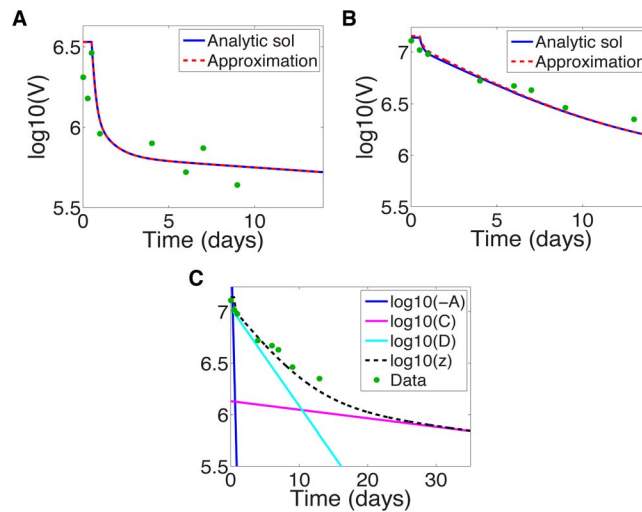 A
6.5
6
5.5
log10(V)
0
5
10
Time (days)
Analytic sol
Approximation
B
7
6.5
6
5.5
log10(V)
0
5
10
Time (days)
Analytic sol
Approximation
C
7
6.5
6
5.5
0
10
20
30
Time (days)
log10(-A)
log10(C)
log10(D)
log10(z)
Data